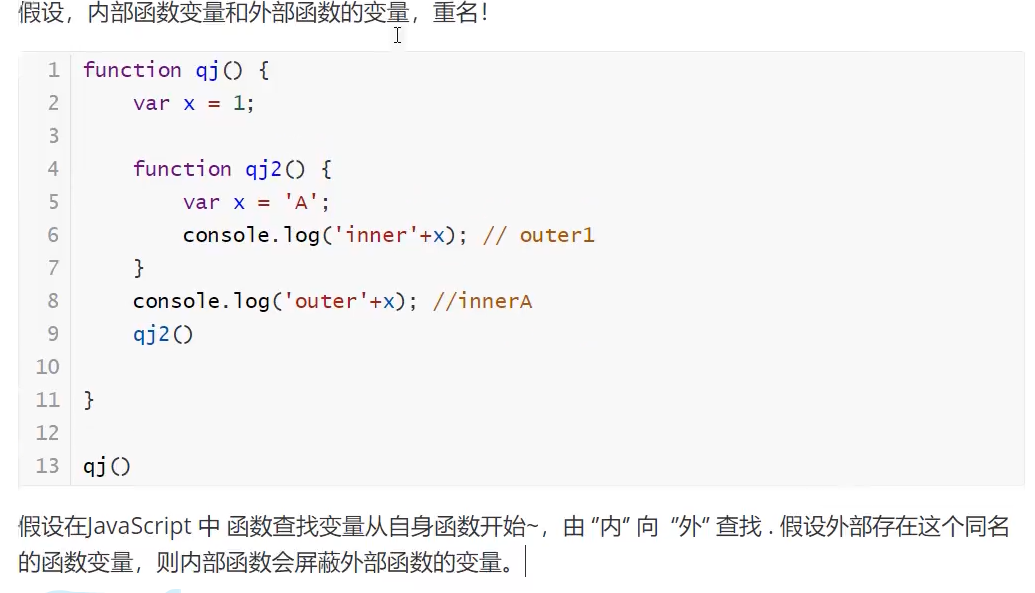 假设，内部函数变量和外部函数的变量，重名！
1 function qj() {
2     var x = 1;
3
4     function qj2() {
5         var x = 'A';
6         console.log('inner'+x); // outer1
7     }
8     console.log('outer'+x); //innerA
9     qj2()
10
11 }
12
13 qj()
假设在JavaScript 中 函数查找变量从自身函数开始~，由 “内” 向 “外” 查找 . 假设外部存在这个同名
的函数变量，则内部函数会屏蔽外部函数的变量。